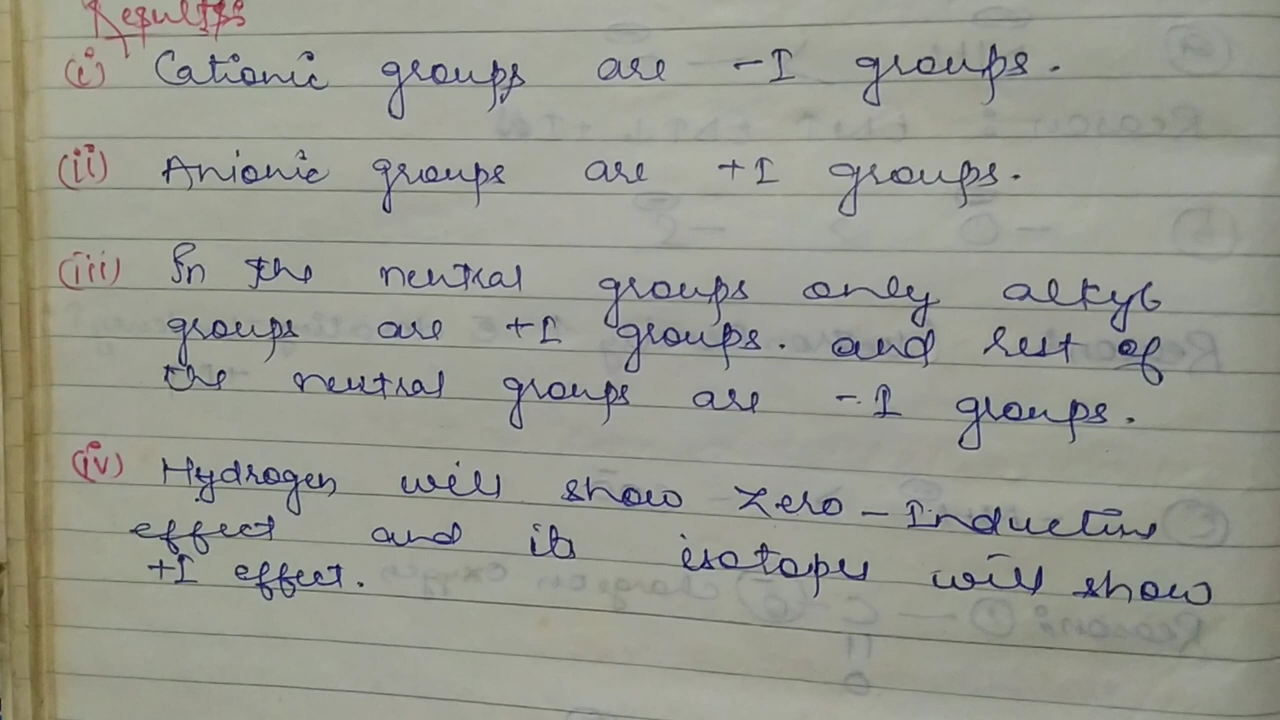 Results
(i) Cationic groups are -I groups.
(ii) Anionic groups are +I groups.
(iii) In the neutral groups only alkyl
groups are +I groups. and rest of
the neutral groups are -I groups.
(iv) Hydrogen will show zero-Inductive
effect and its isotopes will show
+I effect.